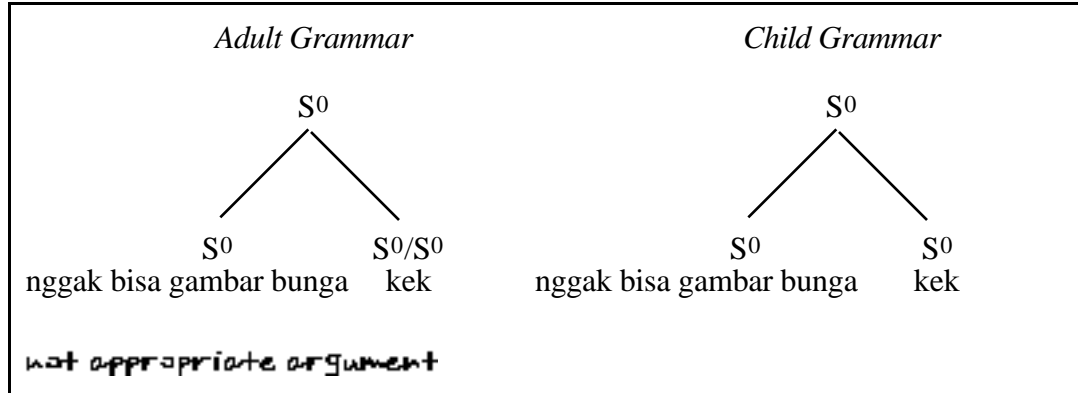 Adult Grammar Child Grammar
S0 S0
S0 S0/S0 S0 S0
nggak bisa gambar bunga kek nggak bisa gambar bunga kek
not appropriate argument